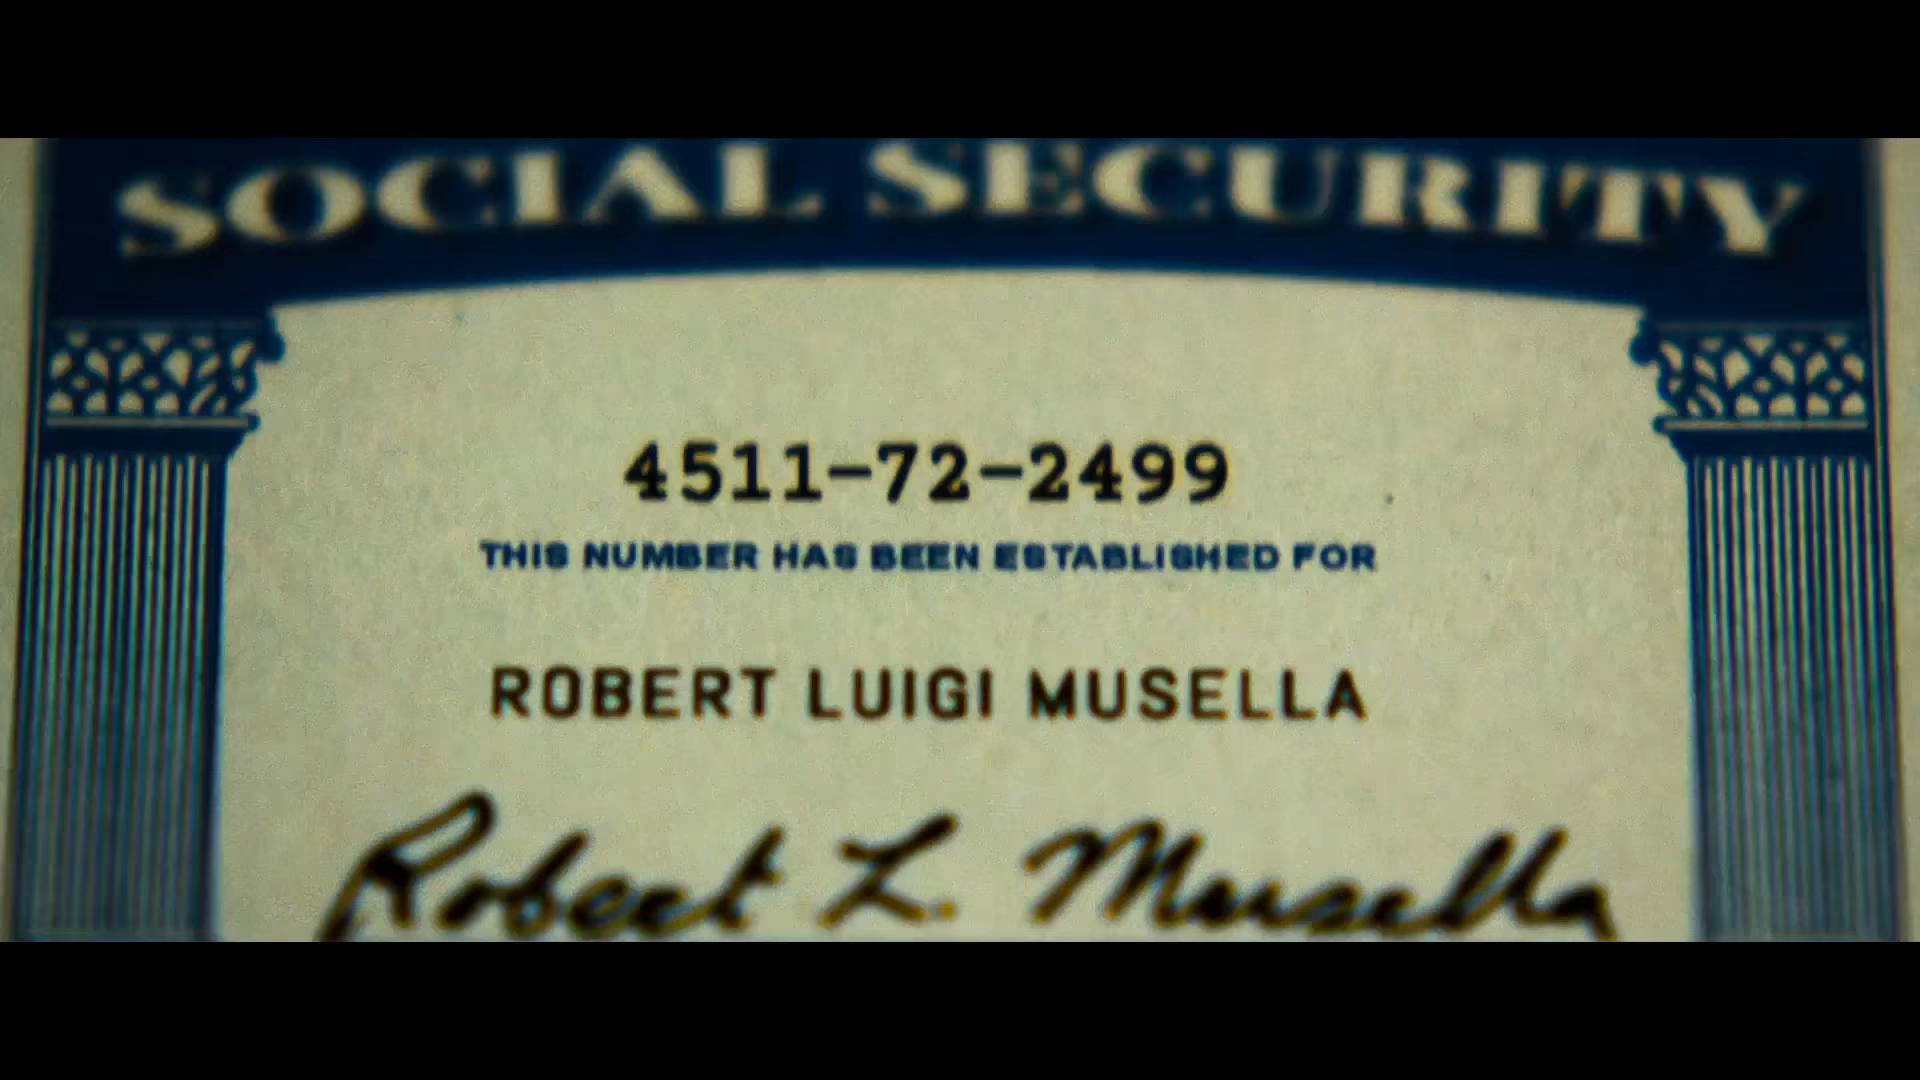 SOCIAL SECURITY
4511-72-2499
THIS NUMBER HAS BEEN ESTABLISHED FOR
ROBERT LUIGI MUSELLA
Robert L. Musella